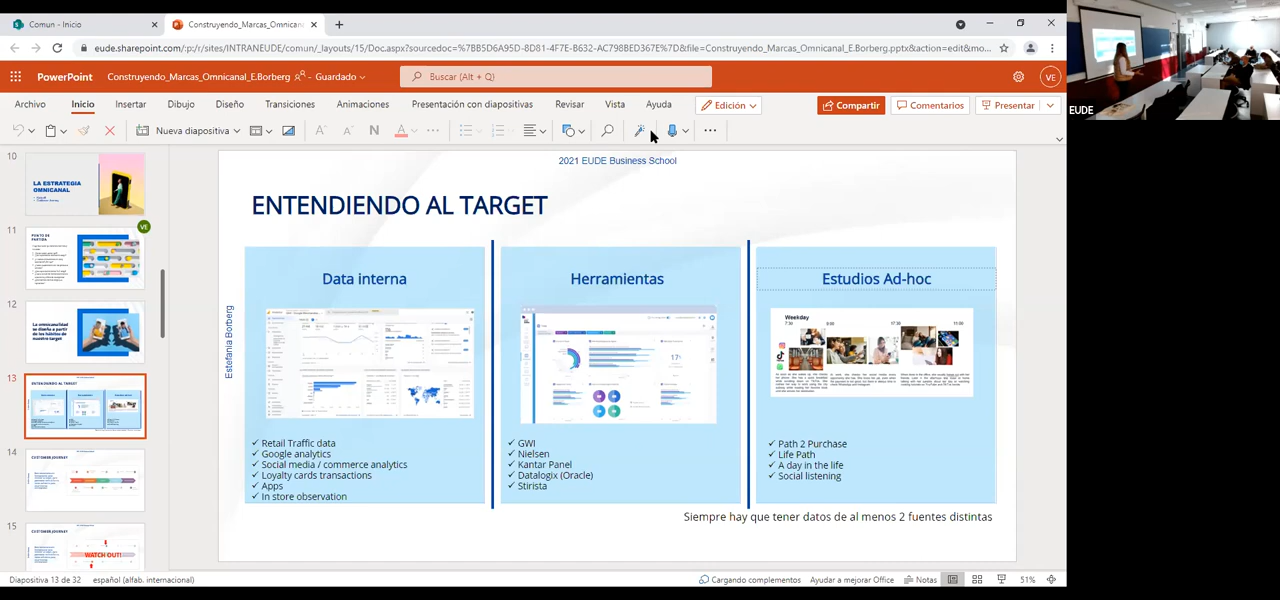 Comun - Inicio
Construyendo_Marcas_Omnicanal
eude.sharepoint.com/:p:/r/sites/INTRANEUDE/comun/_layouts/15/Doc.aspx?sourcedoc=%7BB5D6A95D-8D81-4F7E-B632-AC798BED367E%7D&file=Construyendo_Marcas_Omnicanal_E.Borberg.pptx&action=edit&mo...
PowerPoint
Construyendo_Marcas_Omnicanal_E.Borberg - Guardado
Buscar (Alt + Q)
VE
Archivo Inicio Insertar Dibujo Diseño Transiciones Animaciones Presentación con diapositivas Revisar Vista Ayuda Edición Compartir Comentarios Presentar
Nueva diapositiva
EUDE
10
LA ESTRATEGIA
OMNICANAL
11
VE
PUNTO DE
PARTIDA
12
La omnicanalidad
se diseña a partir
de los hábitos de
nuestro target
13
ENTENDIENDO AL TARGET
14
CUSTOMER JOURNEY
15
CUSTOMER JOURNEY
WATCH OUT!
2021 EUDE Business School
ENTENDIENDO AL TARGET
Estefanía Borberg
Data interna
✓ Retail Traffic data
✓ Google analytics
✓ Social media / commerce analytics
✓ Loyalty cards transactions
✓ Apps
✓ In store observation
Herramientas
✓ GWI
✓ Nielsen
✓ Kantar Panel
✓ Datalogix (Oracle)
✓ Stirista
Estudios Ad-hoc
Weekday
✓ Path 2 Purchase
✓ Life Path
✓ A day in the life
✓ Social listening
Siempre hay que tener datos de al menos 2 fuentes distintas
Diapositiva 13 de 32 español (alfab. internacional) Cargando complementos Ayudar a mejorar Office Notas 51%